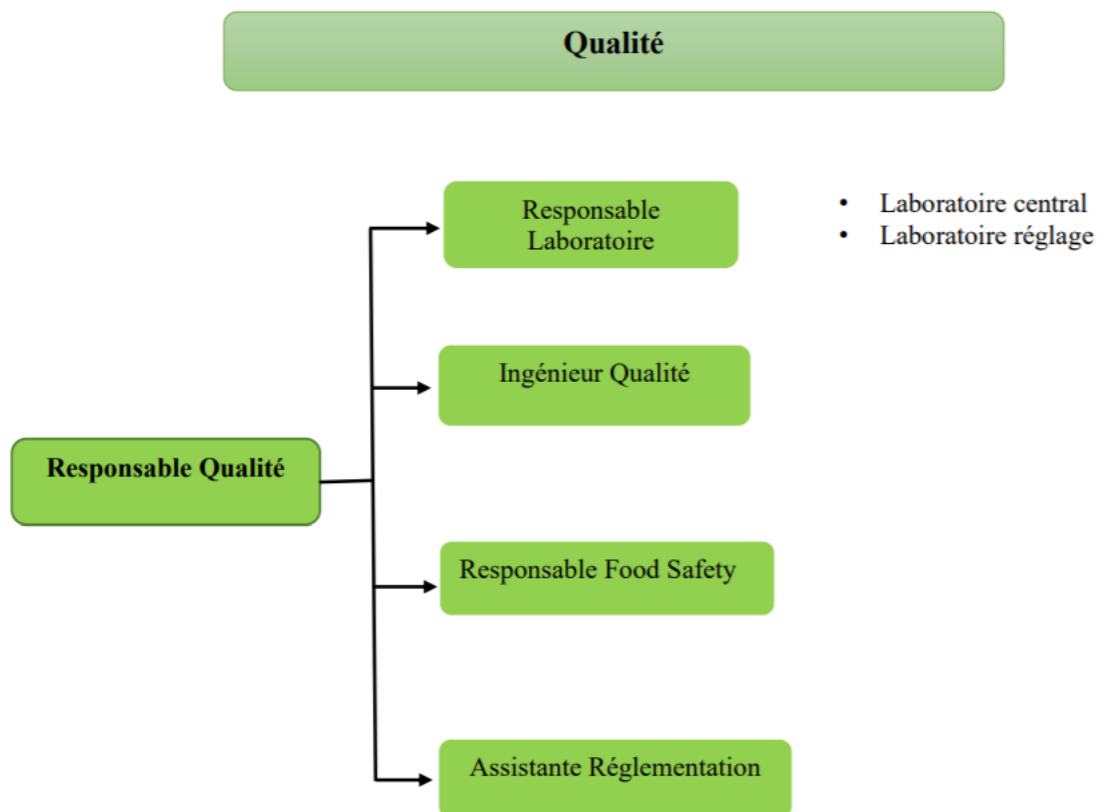 Qualité
Responsable
Laboratoire
• Laboratoire central
• Laboratoire réglage
Ingénieur Qualité
Responsable Qualité
Responsable Food Safety
Assistante Réglementation